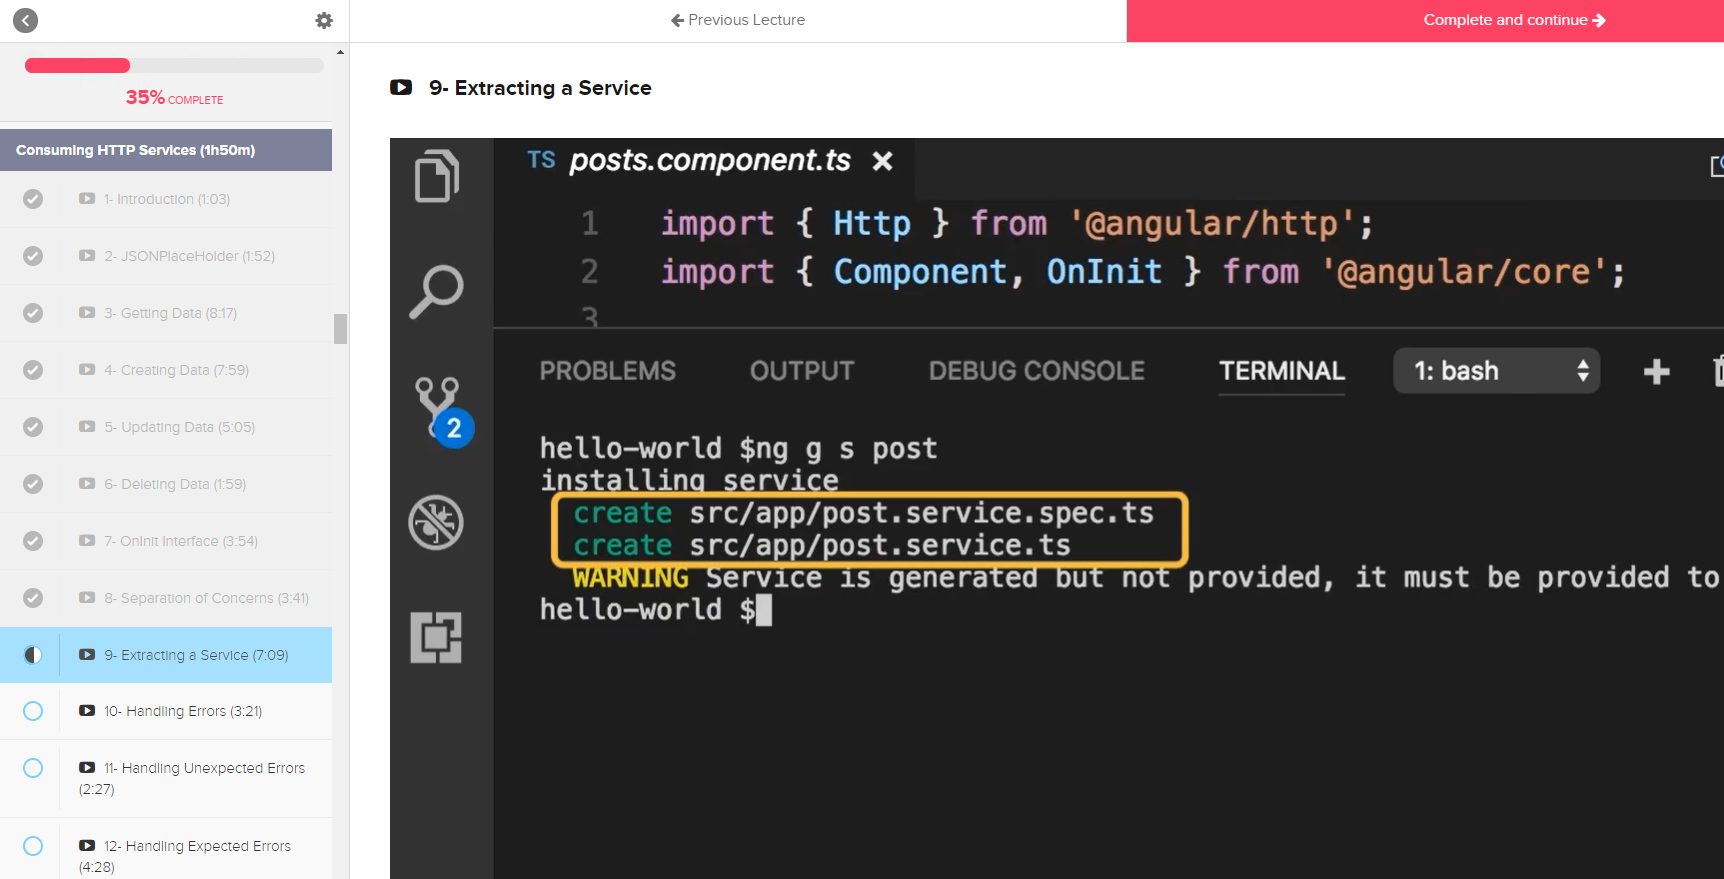 Previous Lecture
Complete and continue
35% COMPLETE
Consuming HTTP Services (1h50m)
1- Introduction (1:03)
2- JSONPlaceHolder (1:52)
3- Getting Data (8:17)
4- Creating Data (7:59)
5- Updating Data (5:05)
6- Deleting Data (1:59)
7- OnInit Interface (3:54)
8- Separation of Concerns (3:41)
9- Extracting a Service (7:09)
10- Handling Errors (3:21)
11- Handling Unexpected Errors
(2:27)
12- Handling Expected Errors
(4:28)
9- Extracting a Service
TS posts.component.ts
1 import { Http } from '@angular/http';
2 import { Component, OnInit } from '@angular/core';
3
PROBLEMS OUTPUT DEBUG CONSOLE TERMINAL 1: bash
2
hello-world $ng g s post
installing service
create src/app/post.service.spec.ts
create src/app/post.service.ts
WARNING Service is generated but not provided, it must be provided to
hello-world $